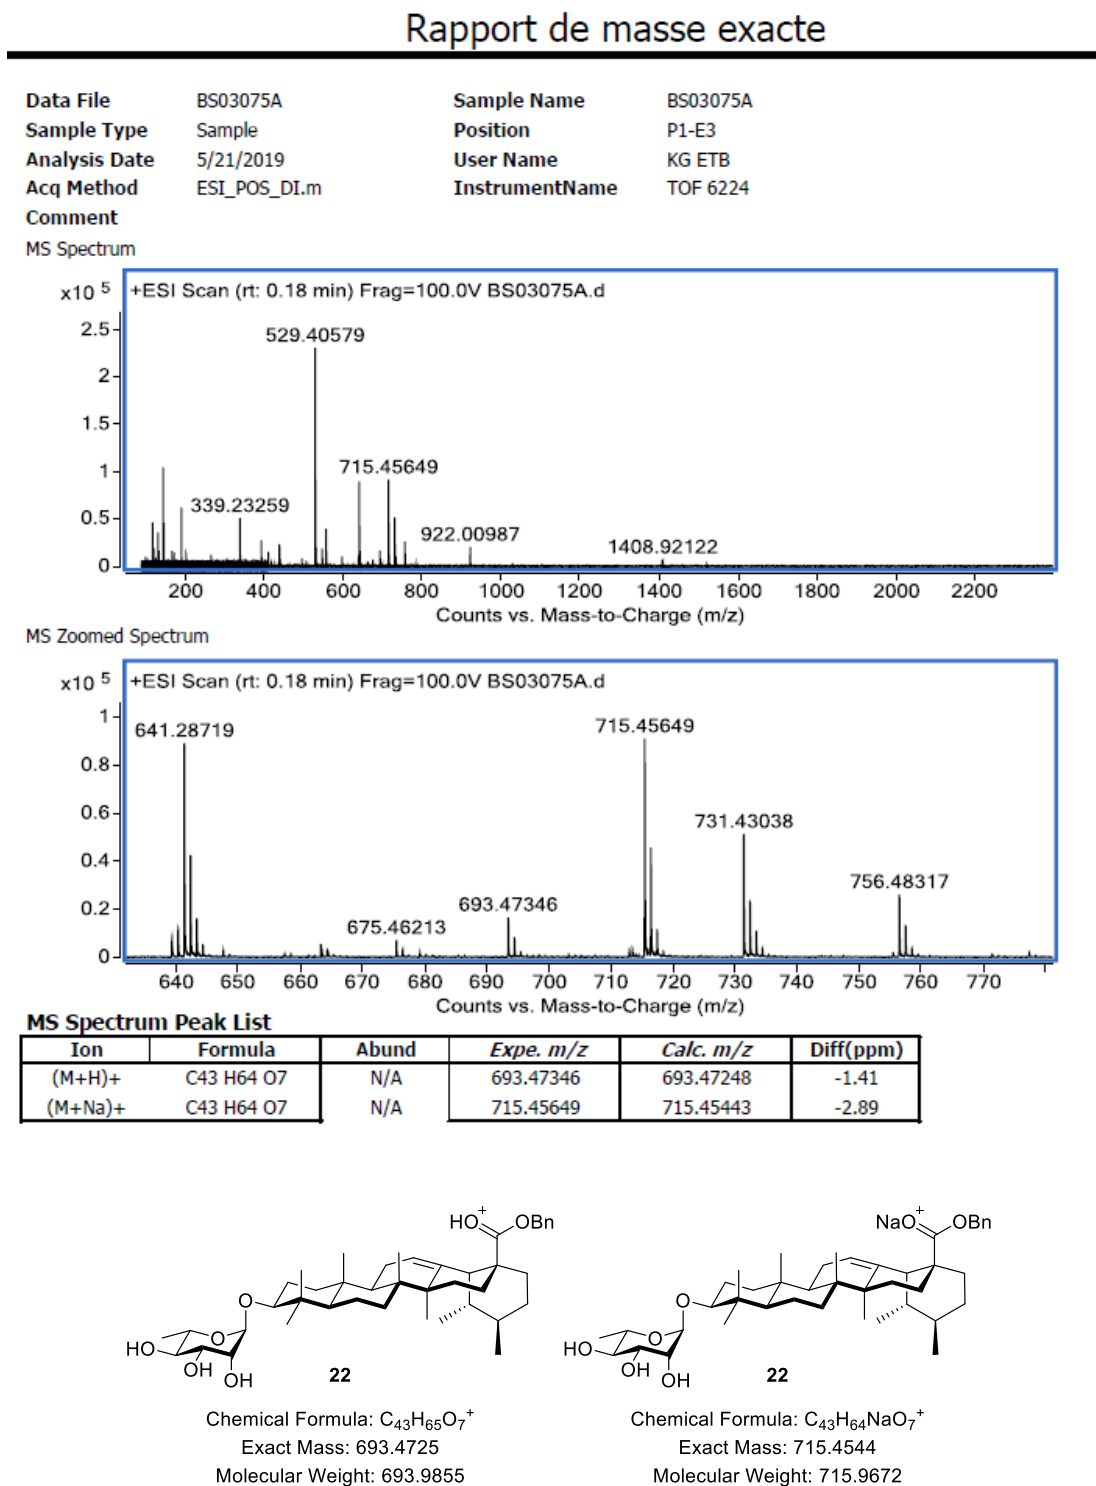 Rapport de masse exacte
Data File BS03075A Sample Name BS03075A
Sample Type Sample Position P1-E3
Analysis Date 5/21/2019 User Name KG ETB
Acq Method ESI_POS_DI.m InstrumentName TOF 6224
Comment
MS Spectrum
x10 5 +ESI Scan (rt: 0.18 min) Frag=100.0V BS03075A.d
2.5
2
1.5
1
0.5
0
529.40579
715.45649
339.23259
922.00987
1408.92122
200 400 600 800 1000 1200 1400 1600 1800 2000 2200
Counts vs. Mass-to-Charge (m/z)
MS Zoomed Spectrum
x10 5 +ESI Scan (rt: 0.18 min) Frag=100.0V BS03075A.d
1
0.8
0.6
0.4
0.2
0
641.28719
715.45649
731.43038
756.48317
693.47346
675.46213
640 650 660 670 680 690 700 710 720 730 740 750 760 770
Counts vs. Mass-to-Charge (m/z)
MS Spectrum Peak List
Ion Formula Abund Expe. m/z Calc. m/z Diff(ppm)
(M+H)+ C43 H64 O7 N/A 693.47346 693.47248 -1.41
(M+Na)+ C43 H64 O7 N/A 715.45649 715.45443 -2.89
HO+ OBn
O
O
HO
OH
OH
22
Chemical Formula: C43H65O7+
Exact Mass: 693.4725
Molecular Weight: 693.9855
NaO+ OBn
O
O
HO
OH
OH
22
Chemical Formula: C43H64NaO7+
Exact Mass: 715.4544
Molecular Weight: 715.9672